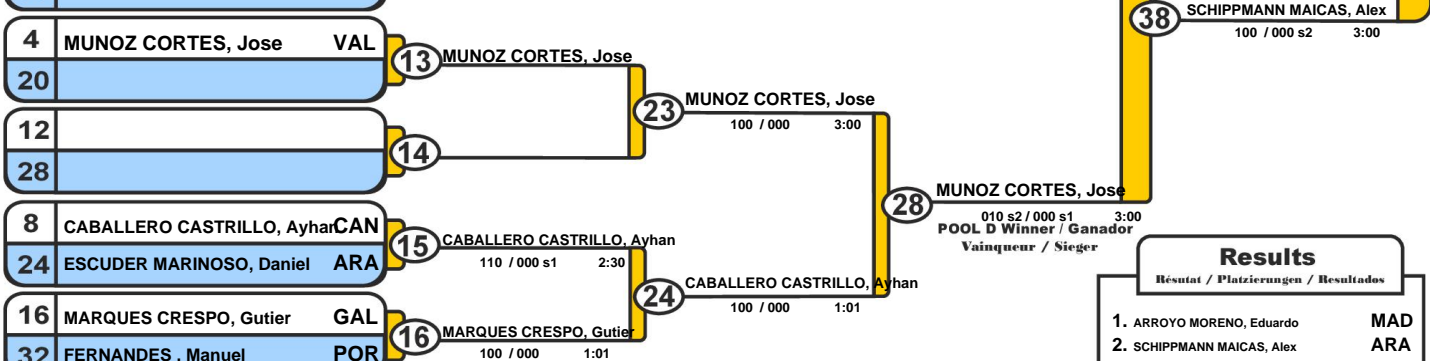 38 SCHIPPMANN MAICAS, Alex
100 / 000 s2 3:00
4 MUNOZ CORTES, Jose VAL
20
13 MUNOZ CORTES, Jose
12
28
14
23 MUNOZ CORTES, Jose
100 / 000 3:00
8 CABALLERO CASTRILLO, Ayhan CAN
24 ESCUDER MARINOSO, Daniel ARA
15 CABALLERO CASTRILLO, Ayhan
110 / 000 s1 2:30
16 MARQUES CRESPO, Gutier GAL
32 FERNANDES , Manuel POR
16 MARQUES CRESPO, Gutier
100 / 000 1:01
24 CABALLERO CASTRILLO, Ayhan
100 / 000 1:01
28 MUNOZ CORTES, Jose
010 s2 / 000 s1 3:00
POOL D Winner / Ganador
Vainqueur / Sieger
Results
Résutat / Platzierungen / Resultados
1. ARROYO MORENO, Eduardo MAD
2. SCHIPPMANN MAICAS, Alex ARA